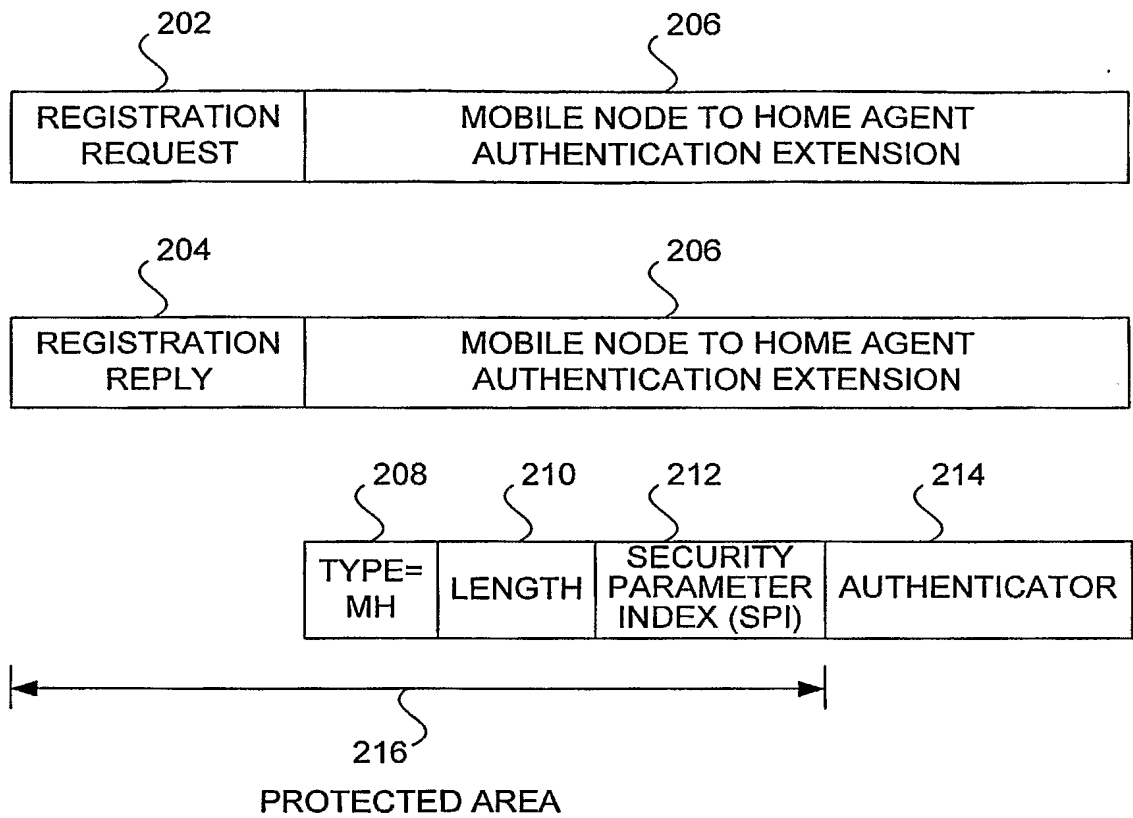 202
206
REGISTRATION
REQUEST
MOBILE NODE TO HOME AGENT
AUTHENTICATION EXTENSION
204
206
REGISTRATION
REPLY
MOBILE NODE TO HOME AGENT
AUTHENTICATION EXTENSION
208
210
212
214
TYPE=
MH
LENGTH
SECURITY
PARAMETER
INDEX (SPI)
AUTHENTICATOR
216
PROTECTED AREA